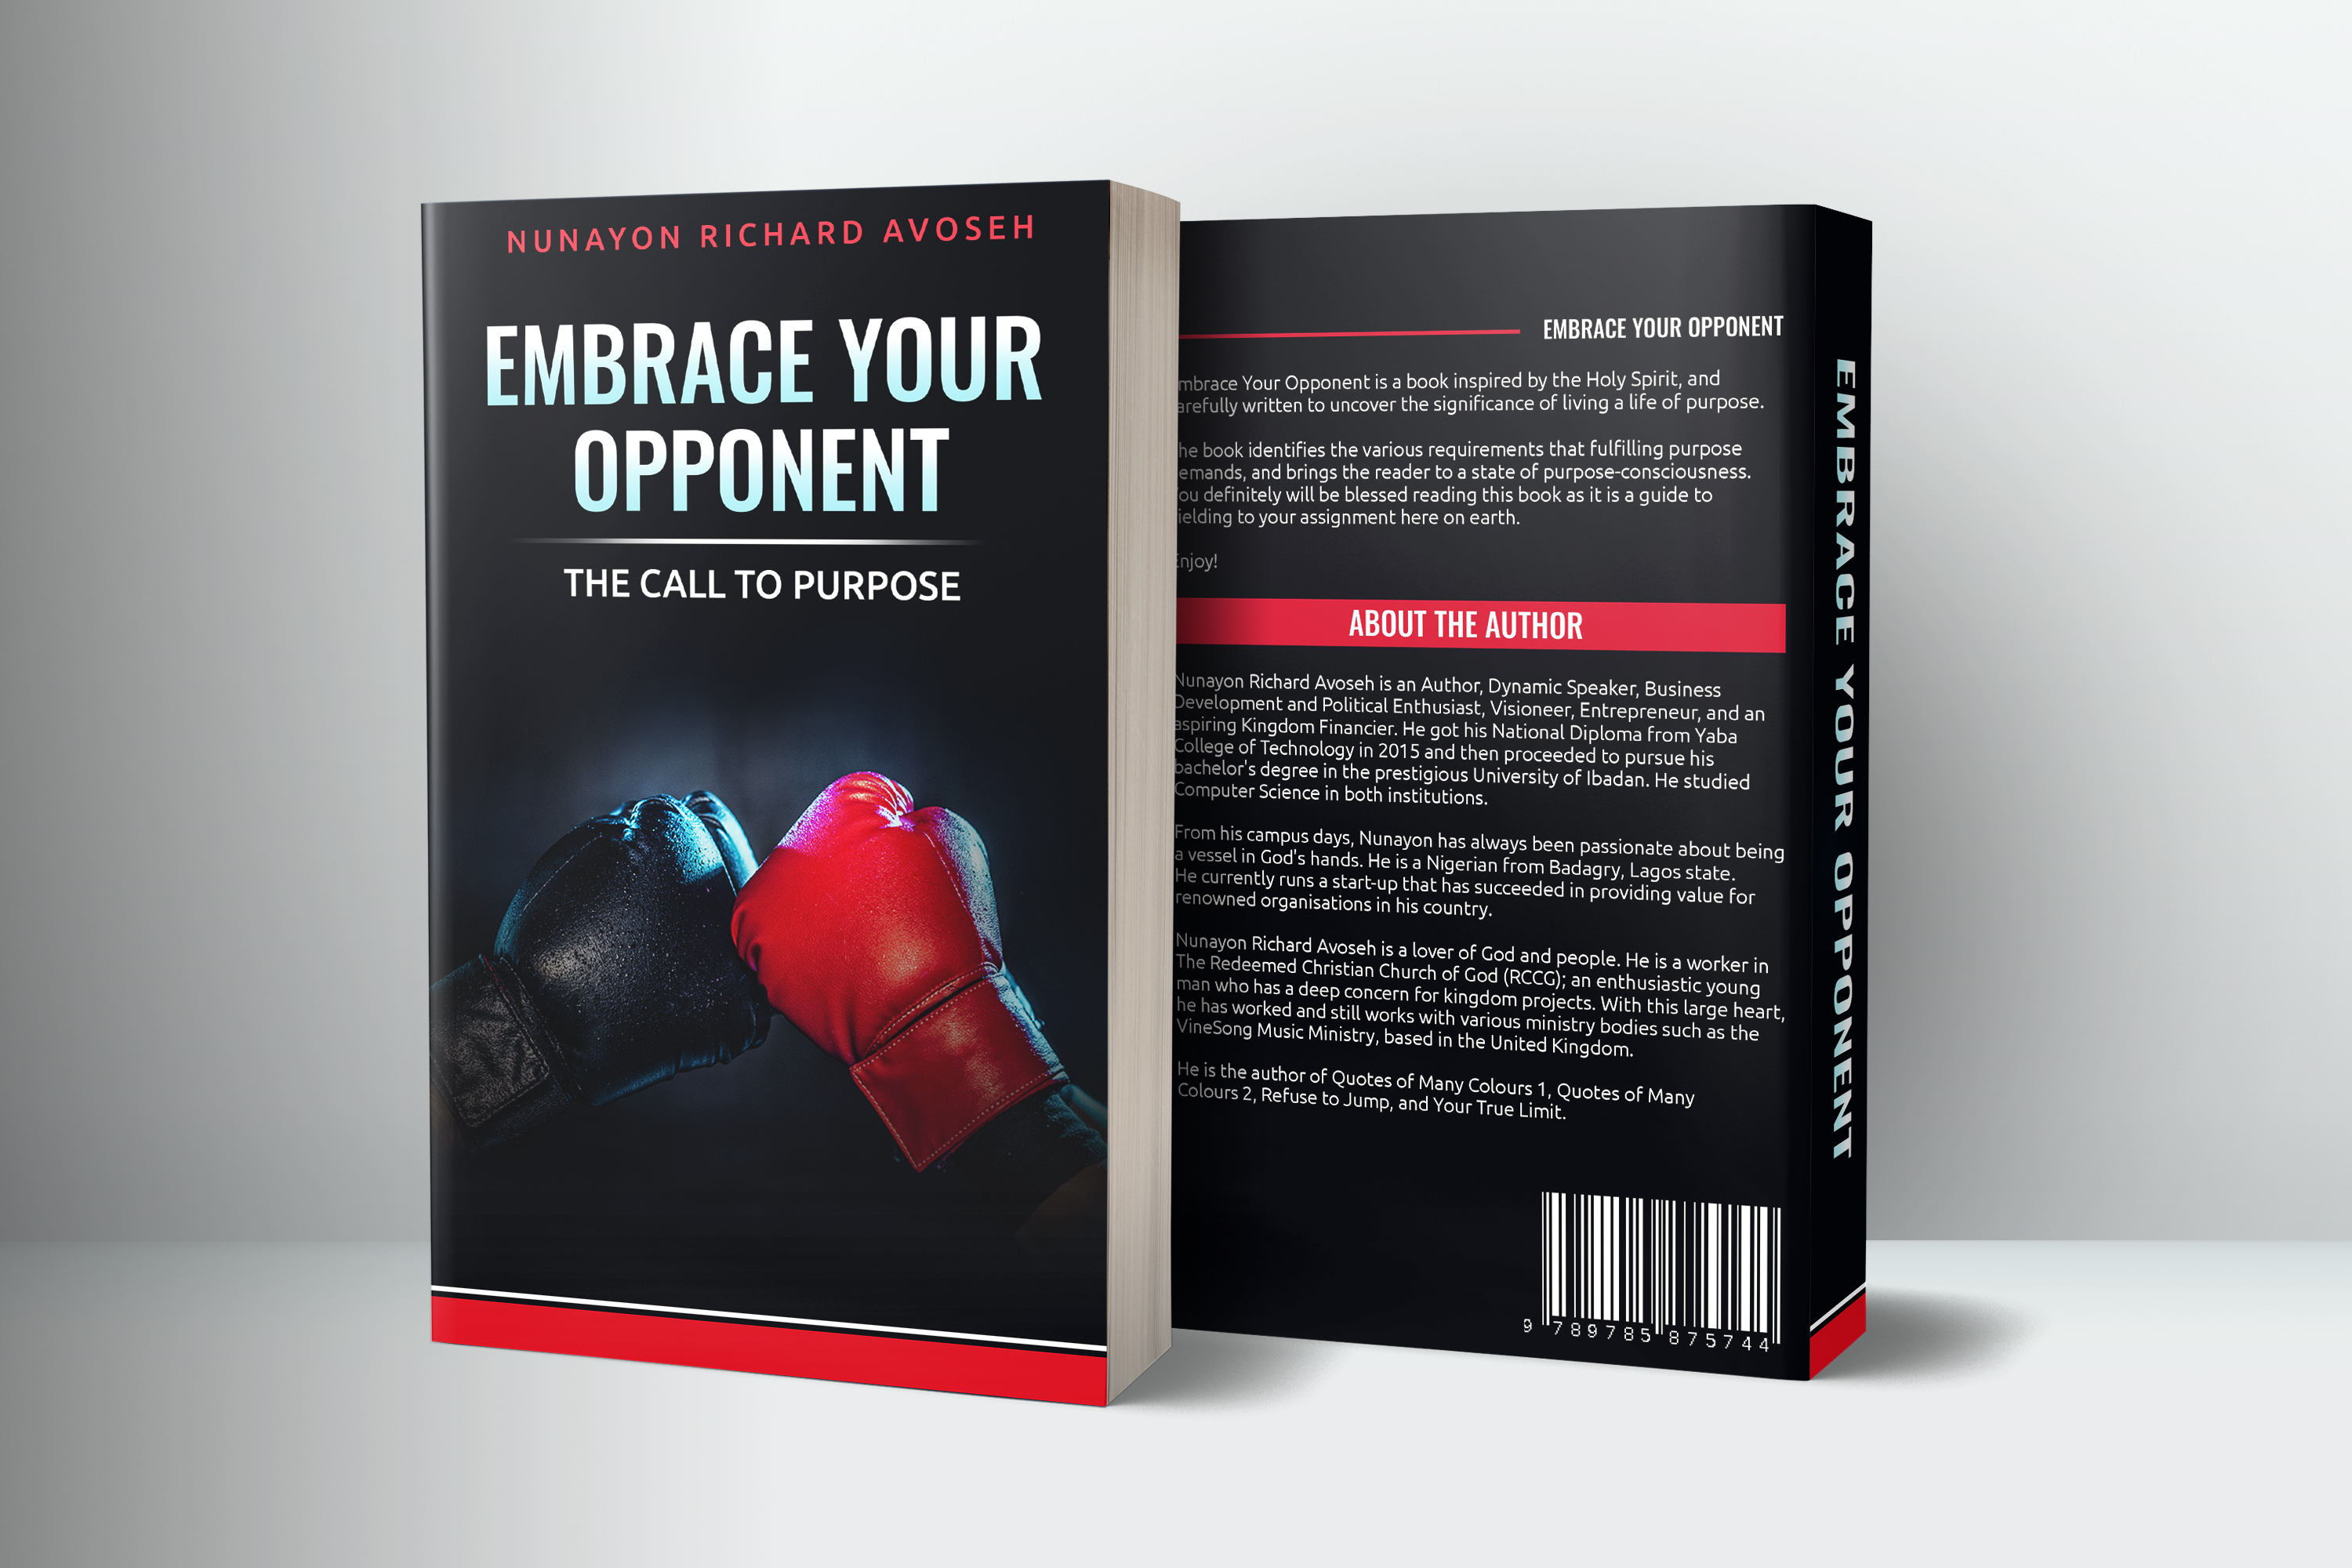 NUNAYON RICHARD AVOSEH
EMBRACE YOUR
OPPONENT
THE CALL TO PURPOSE
EMBRACE YOUR OPPONENT
mbrace Your Opponent is a book inspired by the Holy Spirit, and
arefully written to uncover the significance of living a life of purpose.
he book identifies the various requirements that fulfilling purpose
emands, and brings the reader to a state of purpose-consciousness.
ou definitely will be blessed reading this book as it is a guide to
ielding to your assignment here on earth.
Enjoy!
ABOUT THE AUTHOR
Nunayon Richard Avoseh is an Author, Dynamic Speaker, Business
Development and Political Enthusiast, Visioneer, Entrepreneur, and an
aspiring Kingdom Financier. He got his National Diploma from Yaba
College of Technology in 2015 and then proceeded to pursue his
bachelor's degree in the prestigious University of Ibadan. He studied
Computer Science in both institutions.
From his campus days, Nunayon has always been passionate about being
a vessel in God's hands. He is a Nigerian from Badagry, Lagos state.
He currently runs a start-up that has succeeded in providing value for
renowned organisations in his country.
Nunayon Richard Avoseh is a lover of God and people. He is a worker in
The Redeemed Christian Church of God (RCCG); an enthusiastic young
man who has a deep concern for kingdom projects. With this large heart,
he has worked and still works with various ministry bodies such as the
VineSong Music Ministry, based in the United Kingdom.
He is the author of Quotes of Many Colours 1, Quotes of Many
Colours 2, Refuse to Jump, and Your True Limit.
9 789785 875744
EMBRACE YOUR OPPONENT